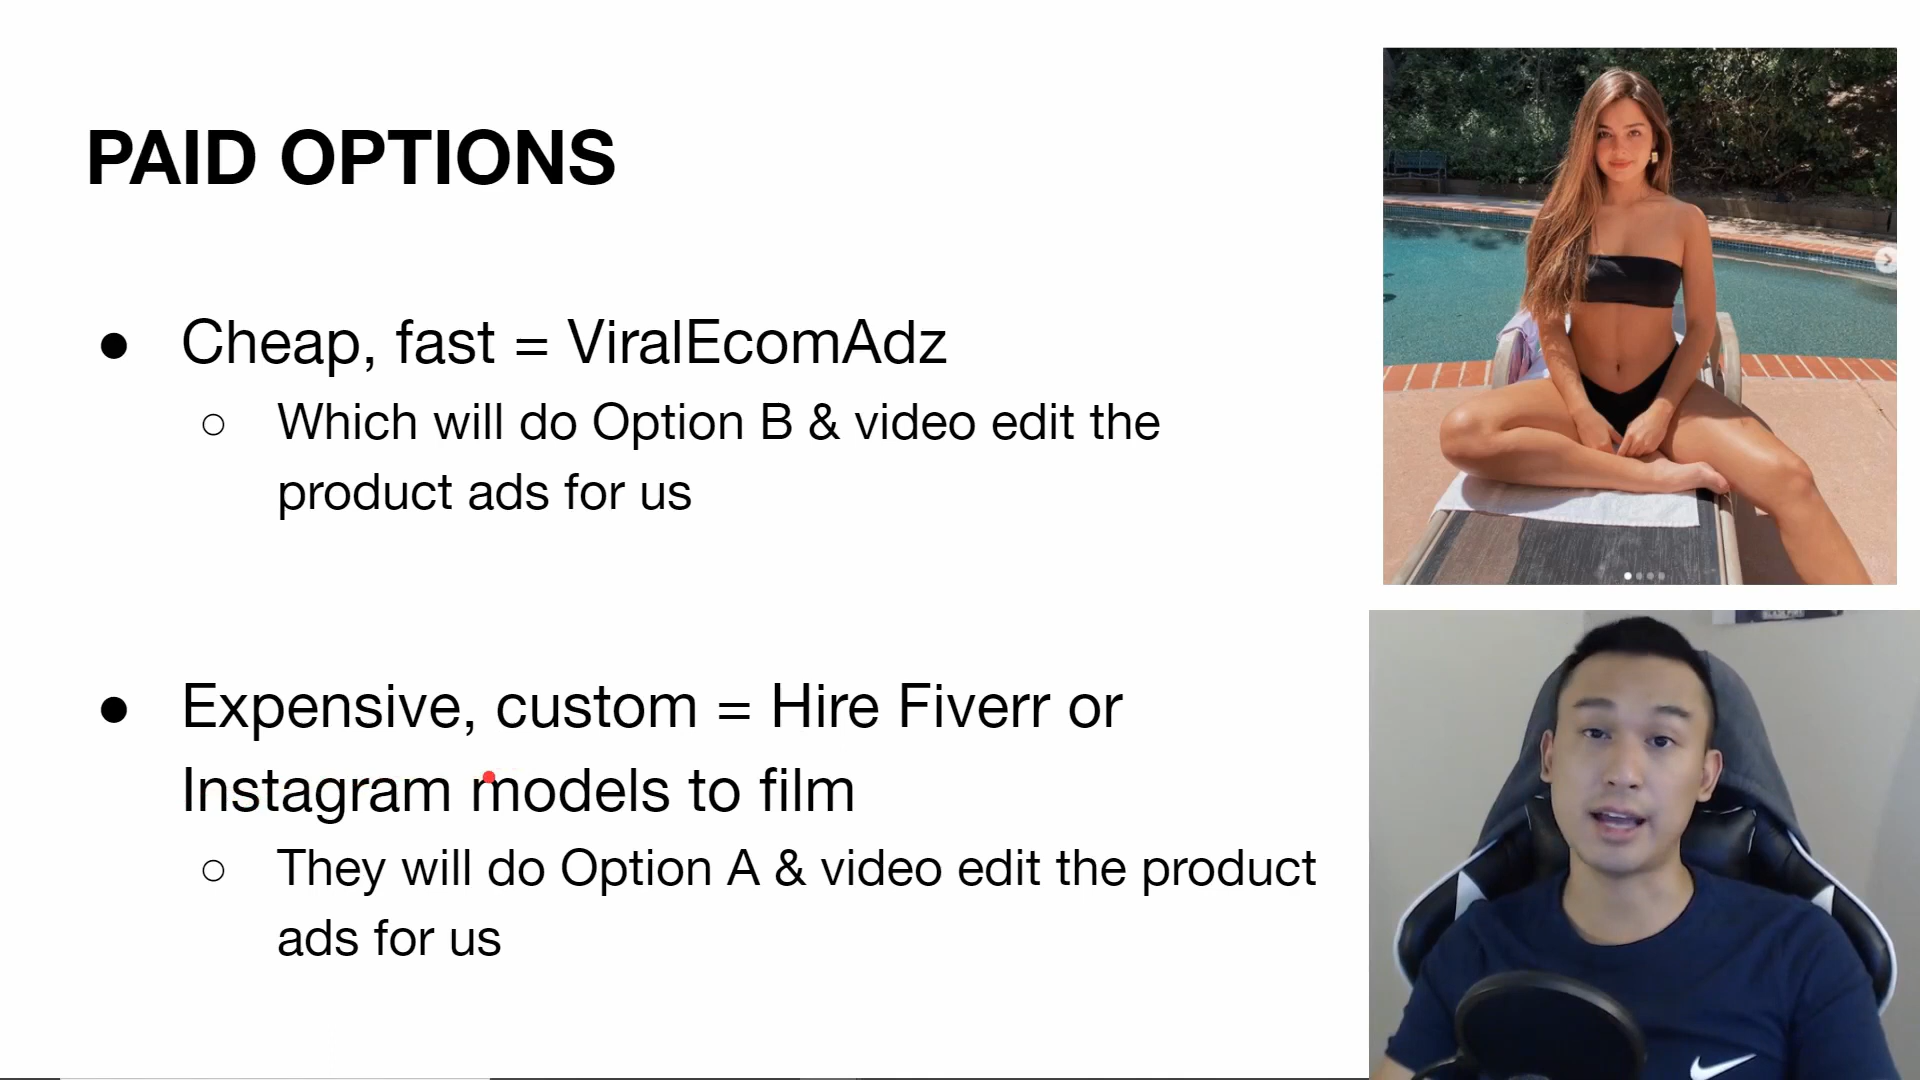 PAID OPTIONS
● Cheap, fast = ViralEcomAdz
○ Which will do Option B & video edit the
product ads for us
● Expensive, custom = Hire Fiverr or
Instagram models to film
○ They will do Option A & video edit the product
ads for us